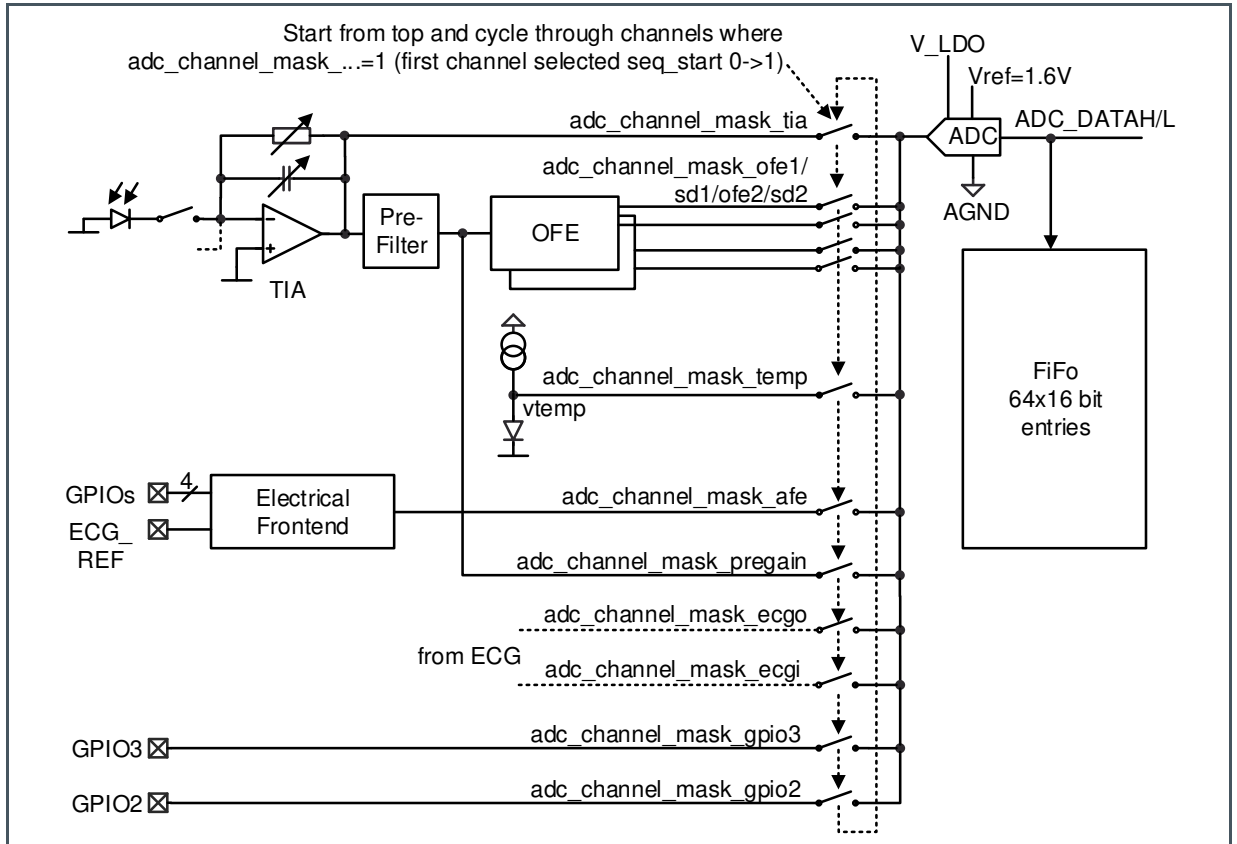 Start from top and cycle through channels where
adc_channel_mask_...=1 (first channel selected seq_start 0->1)
V_LDO
Vref=1.6V
adc_channel_mask_tia
ADC
ADC_DATAH/L
adc_channel_mask_ofe1/
sd1/ofe2/sd2
AGND
Pre-
Filter
OFE
TIA
adc_channel_mask_temp
vtemp
FiFo
64x16 bit
entries
GPIOs
4
Electrical
Frontend
adc_channel_mask_afe
ECG_
REF
adc_channel_mask_pregain
adc_channel_mask_ecgo
from ECG
adc_channel_mask_ecgi
GPIO3
adc_channel_mask_gpio3
GPIO2
adc_channel_mask_gpio2